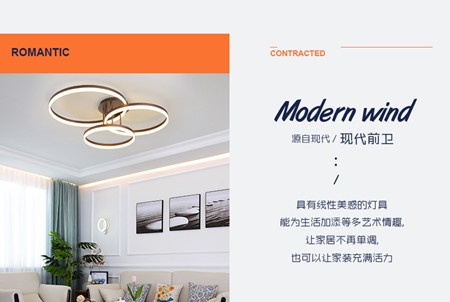 ROMANTIC
CONTRACTED
Modern wind
源自现代 / 现代前卫
:
/
具有线性美感的灯具
能为生活加添等多艺术情趣,
让家居不再单调,
也可以让家装充满活力